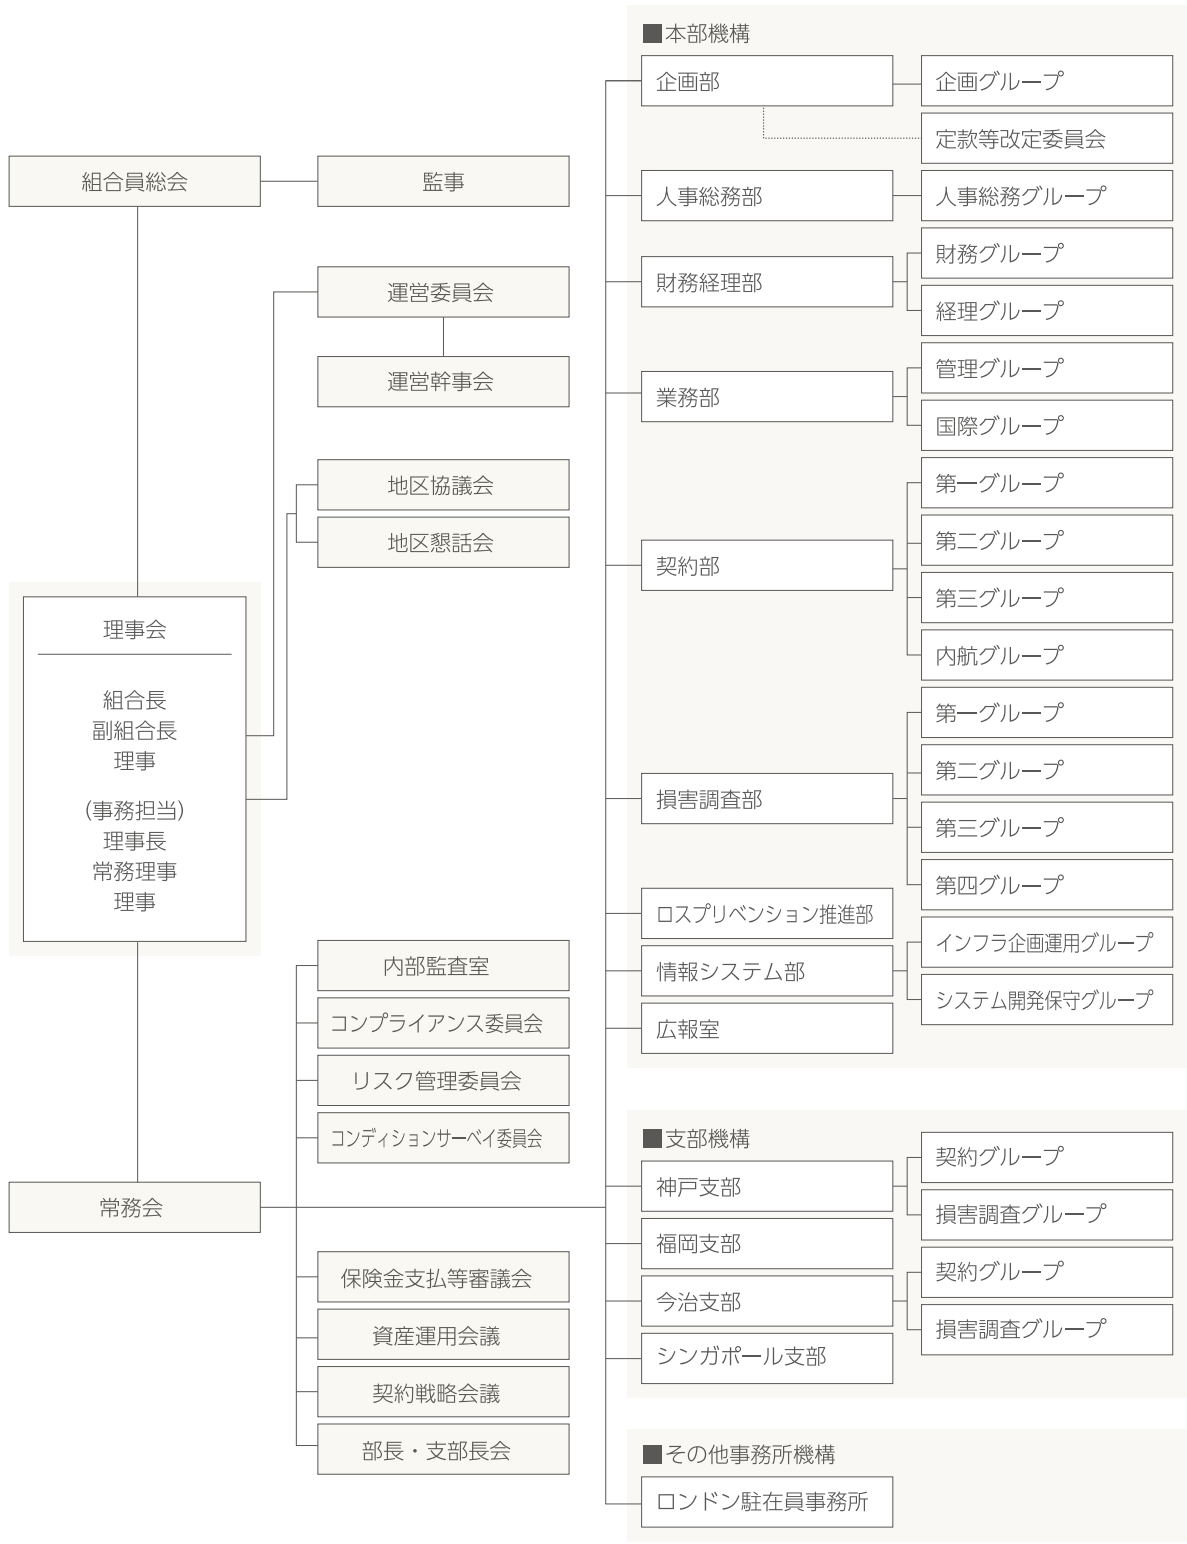 組合員総会
監事
運営委員会
運営幹事会
地区協議会
地区懇話会
理事会
組合長
副組合長
理事
(事務担当)
理事長
常務理事
理事
内部監査室
コンプライアンス委員会
リスク管理委員会
コンディションサーベイ委員会
常務会
保険金支払等審議会
資産運用会議
契約戦略会議
部長・支部長会
■本部機構
企画部
企画グループ
定款等改定委員会
人事総務部
人事総務グループ
財務経理部
財務グループ
経理グループ
業務部
管理グループ
国際グループ
契約部
第一グループ
第二グループ
第三グループ
内航グループ
損害調査部
第一グループ
第二グループ
第三グループ
第四グループ
ロスプリベンション推進部
情報システム部
インフラ企画運用グループ
システム開発保守グループ
広報室
■支部機構
神戸支部
契約グループ
損害調査グループ
福岡支部
今治支部
契約グループ
損害調査グループ
シンガポール支部
■その他事務所機構
ロンドン駐在員事務所